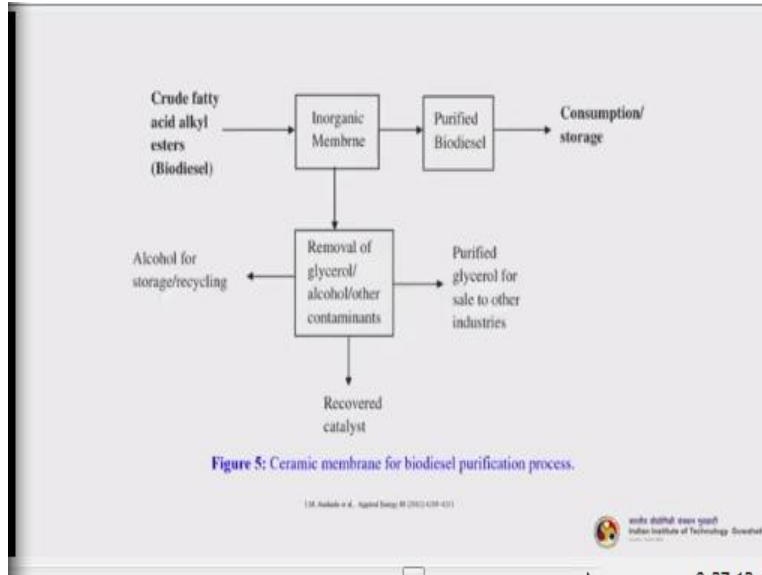 Crude fatty
acid alkyl
esters
(Biodiesel)
Inorganic
Membrne
Purified
Biodiesel
Consumption/
storage
Alcohol for
storage/recycling
Removal of
glycerol/
alcohol/other
contaminants
Purified
glycerol for
sale to other
industries
Recovered
catalyst
Figure 5: Ceramic membrane for biodiesel purification process.
Applied Energy
Indian Institute of Technology Guwahati